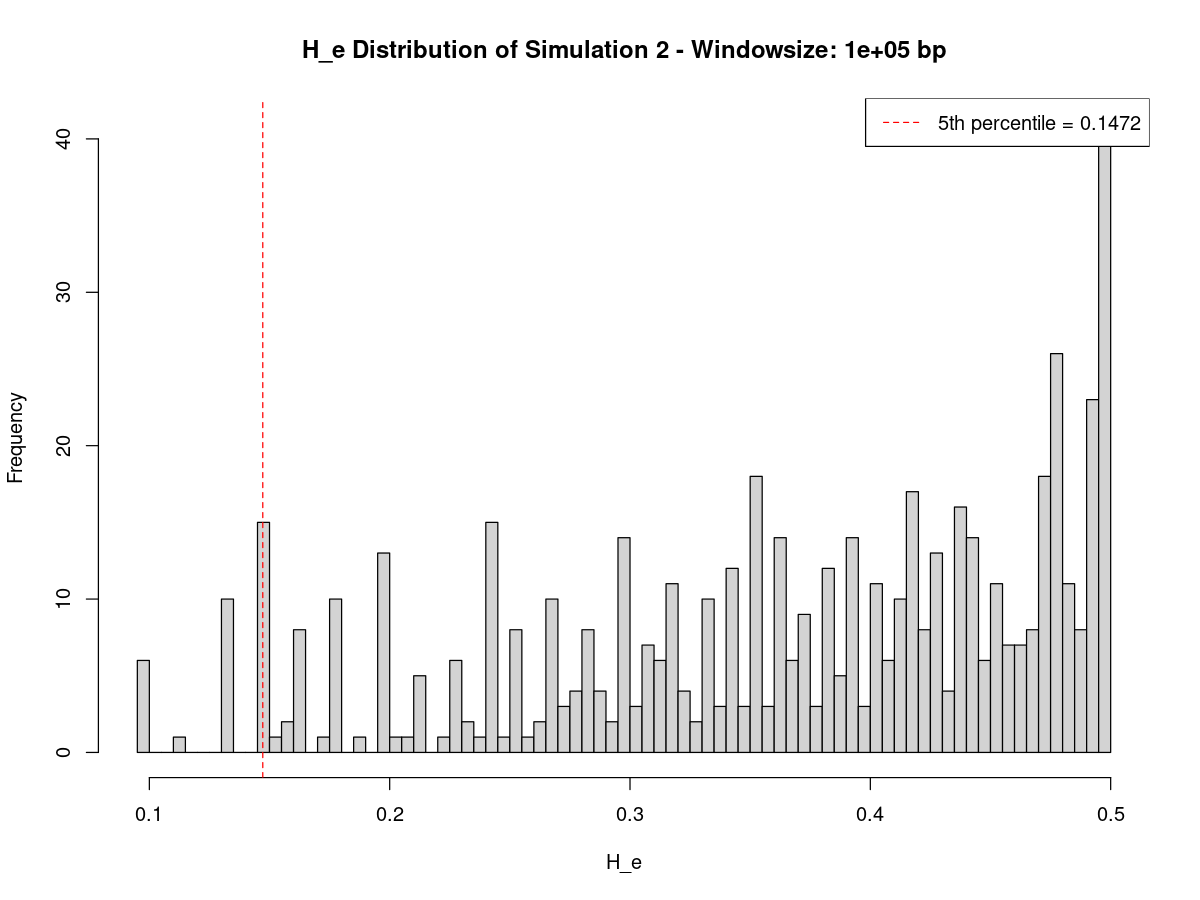 H_e Distribution of Simulation 2 - Windowsize: 1e+05 bp
5th percentile = 0.1472
Frequency
40
30
20
10
0
0.1 0.2 0.3 0.4 0.5
H_e